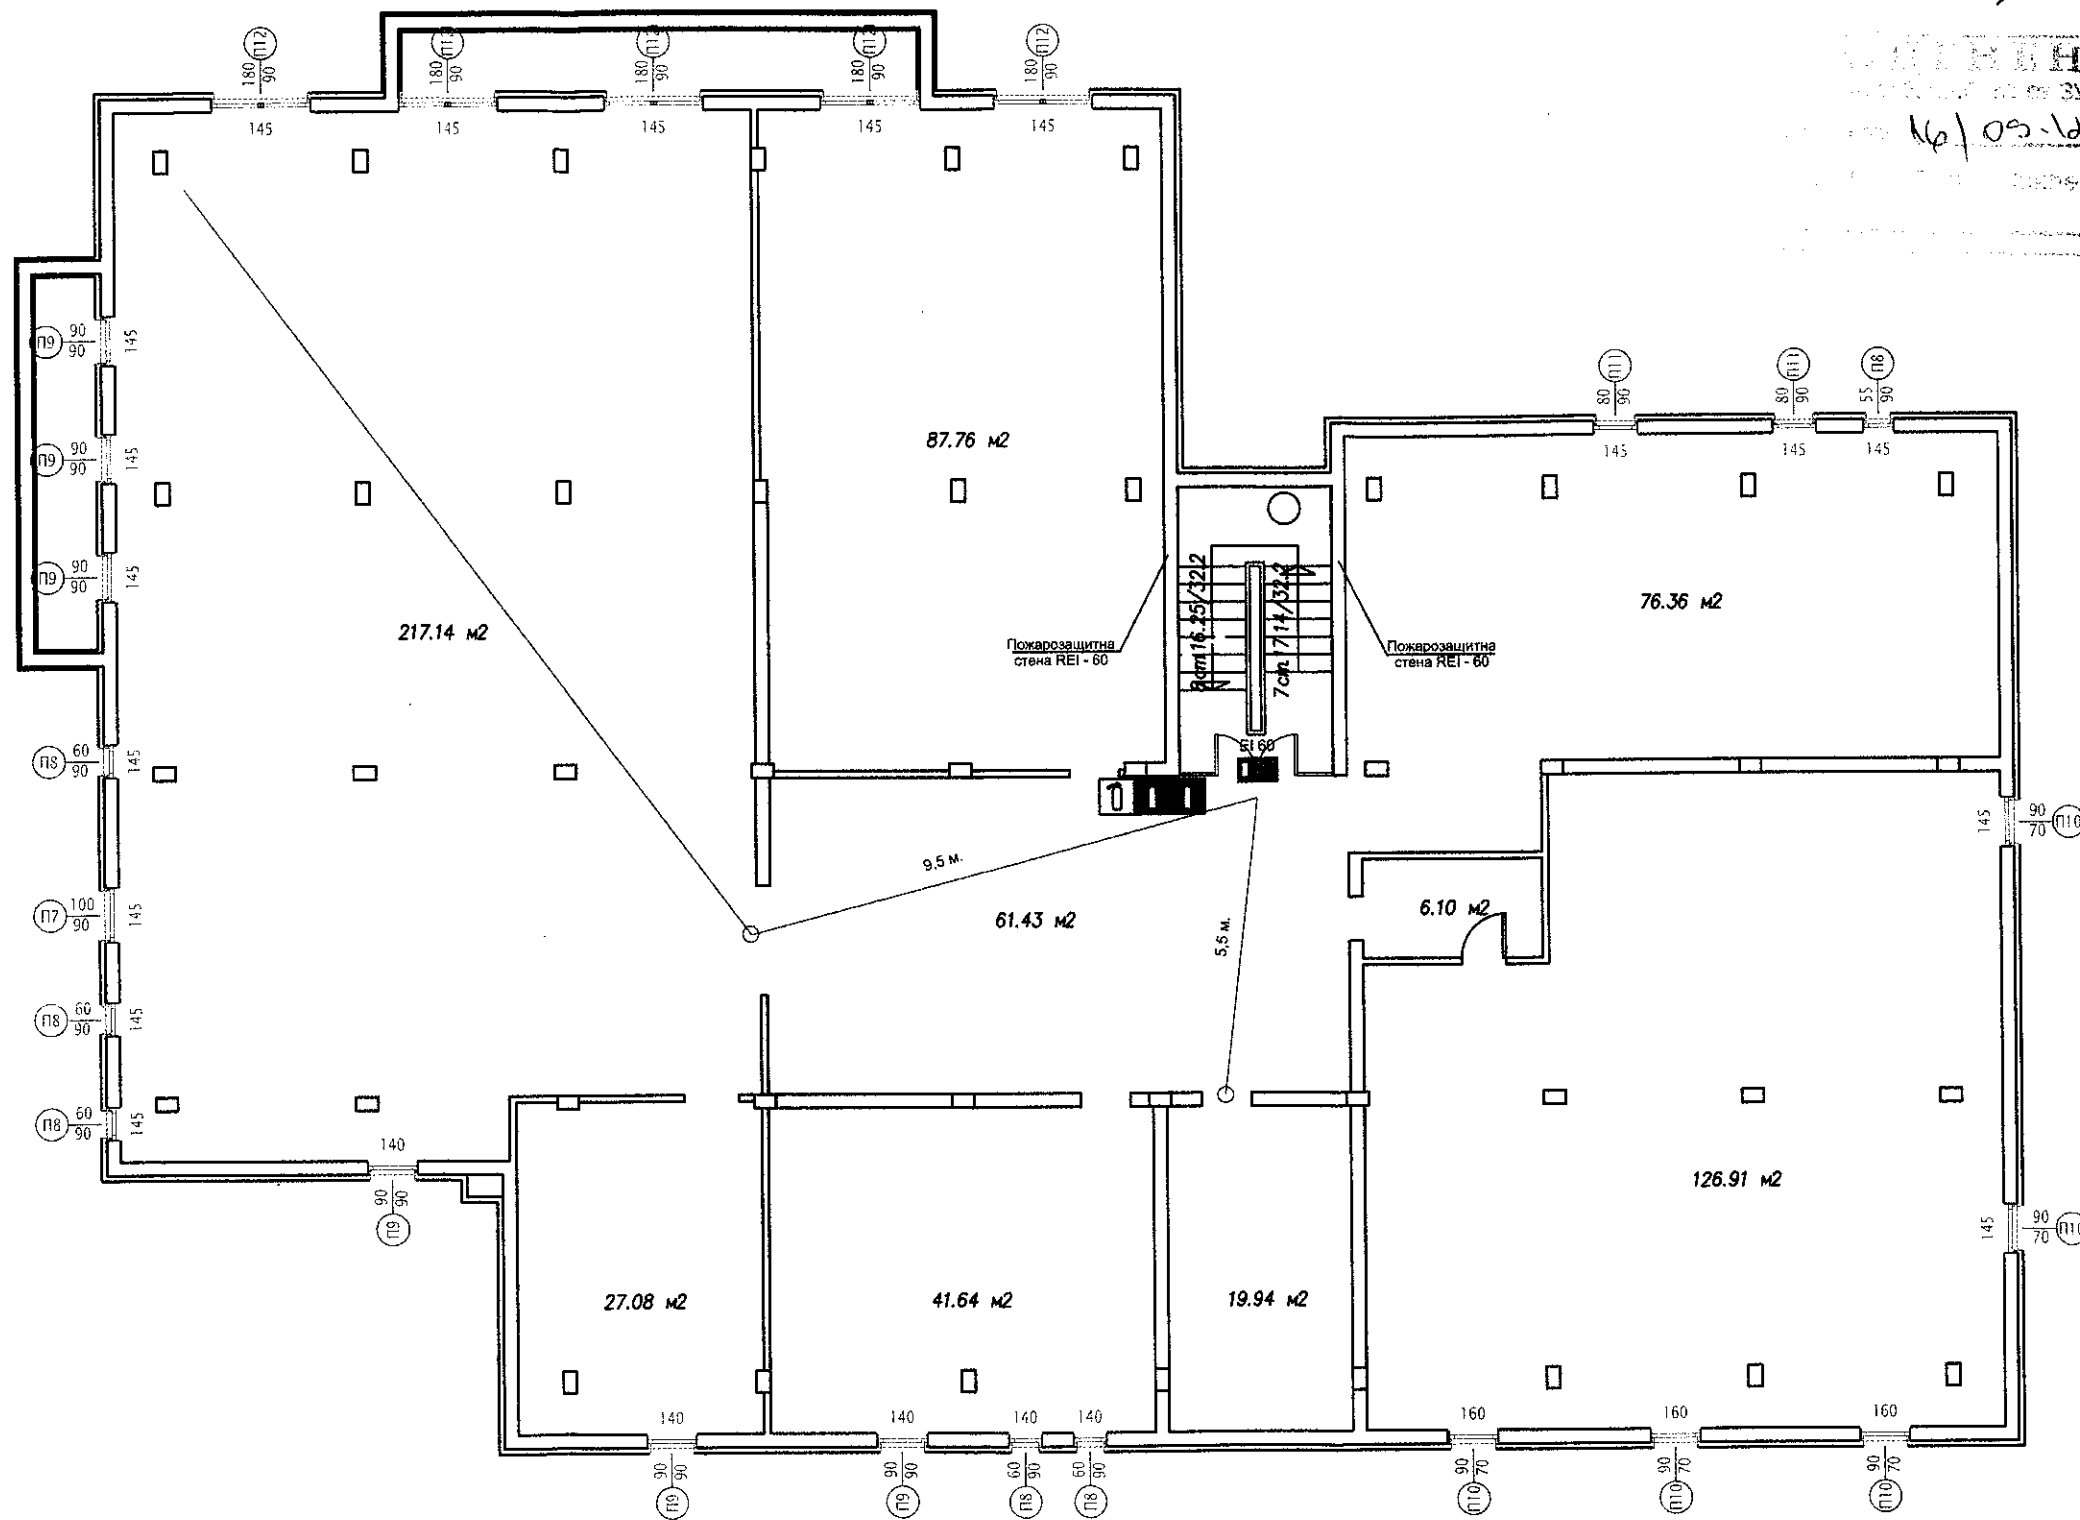 П12 П12 П12 П12 П12
180 90 180 90 180 90 180 90 180 90
145 145 145 145 145
16/05.
П11 П11 П8
80 90 80 90 55 90
145 145 145
П9 90 90 145
П9 90 90 145
П9 90 90 145
87.76 м2
217.14 м2
76.36 м2
Пожарозащитна
стена REI - 60
8ст 16.25/32.2
7ст. 17.14/32.2
Пожарозащитна
стена REI - 60
EI 60
П8 60 90 145
П10 90 70 145
9,5 м.
П7 100 90 145
61.43 м2
5,5 м.
6.10 м2
П8 60 90 145
П8 60 90 145
140
90 90
П9
126.91 м2
П10 90 70 145
27.08 м2
41.64 м2
19.94 м2
140 140 140 140 160 160 160
90 90 90 90 60 90 60 90 90 70 90 70 90 70
П9 П9 П8 П8 П10 П10 П10